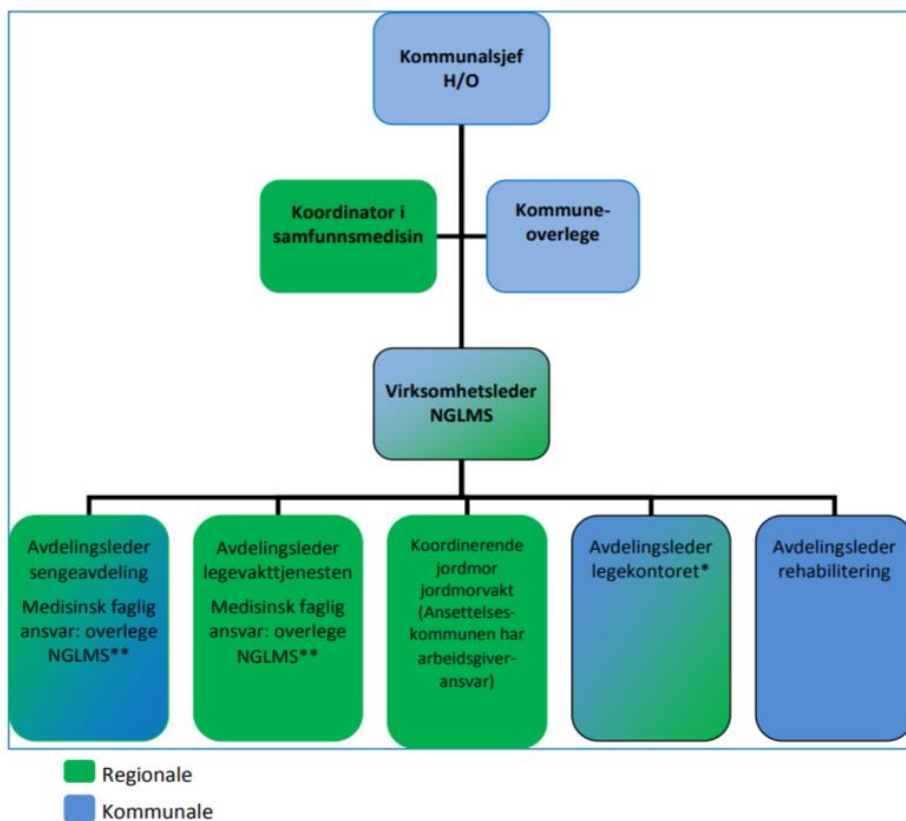 Kommunalsjef
H/O
Koordinator i
samfunnsmedisin
Kommune-
overlege
Virksomhetsleder
NGLMS
Avdelingsleder
sengeavdeling
Medisinsk faglig
ansvar: overlege
NGLMS**
Avdelingsleder
legevakttjenesten
Medisinsk faglig
ansvar: overlege
NGLMS**
Koordinerende
jordmor
jordmorvakt
(Ansettelses-
kommunen har
arbeidsgiver-
ansvar)
Avdelingsleder
legekontoret*
Avdelingsleder
rehabilitering
Regionale
Kommunale